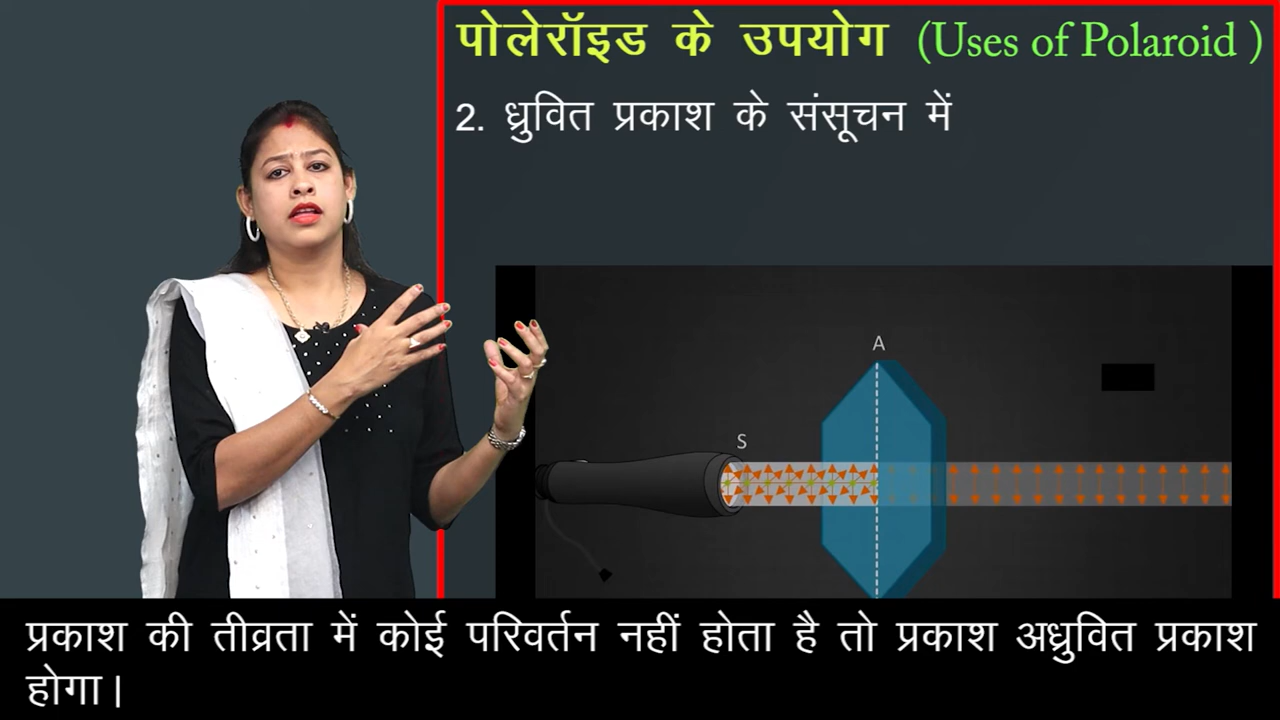 पोलेरॉइड के उपयोग (Uses of Polaroid )
2. ध्रुवित प्रकाश के संसूचन में
A
S
प्रकाश की तीव्रता में कोई परिवर्तन नहीं होता है तो प्रकाश अध्रुवित प्रकाश
होगा|